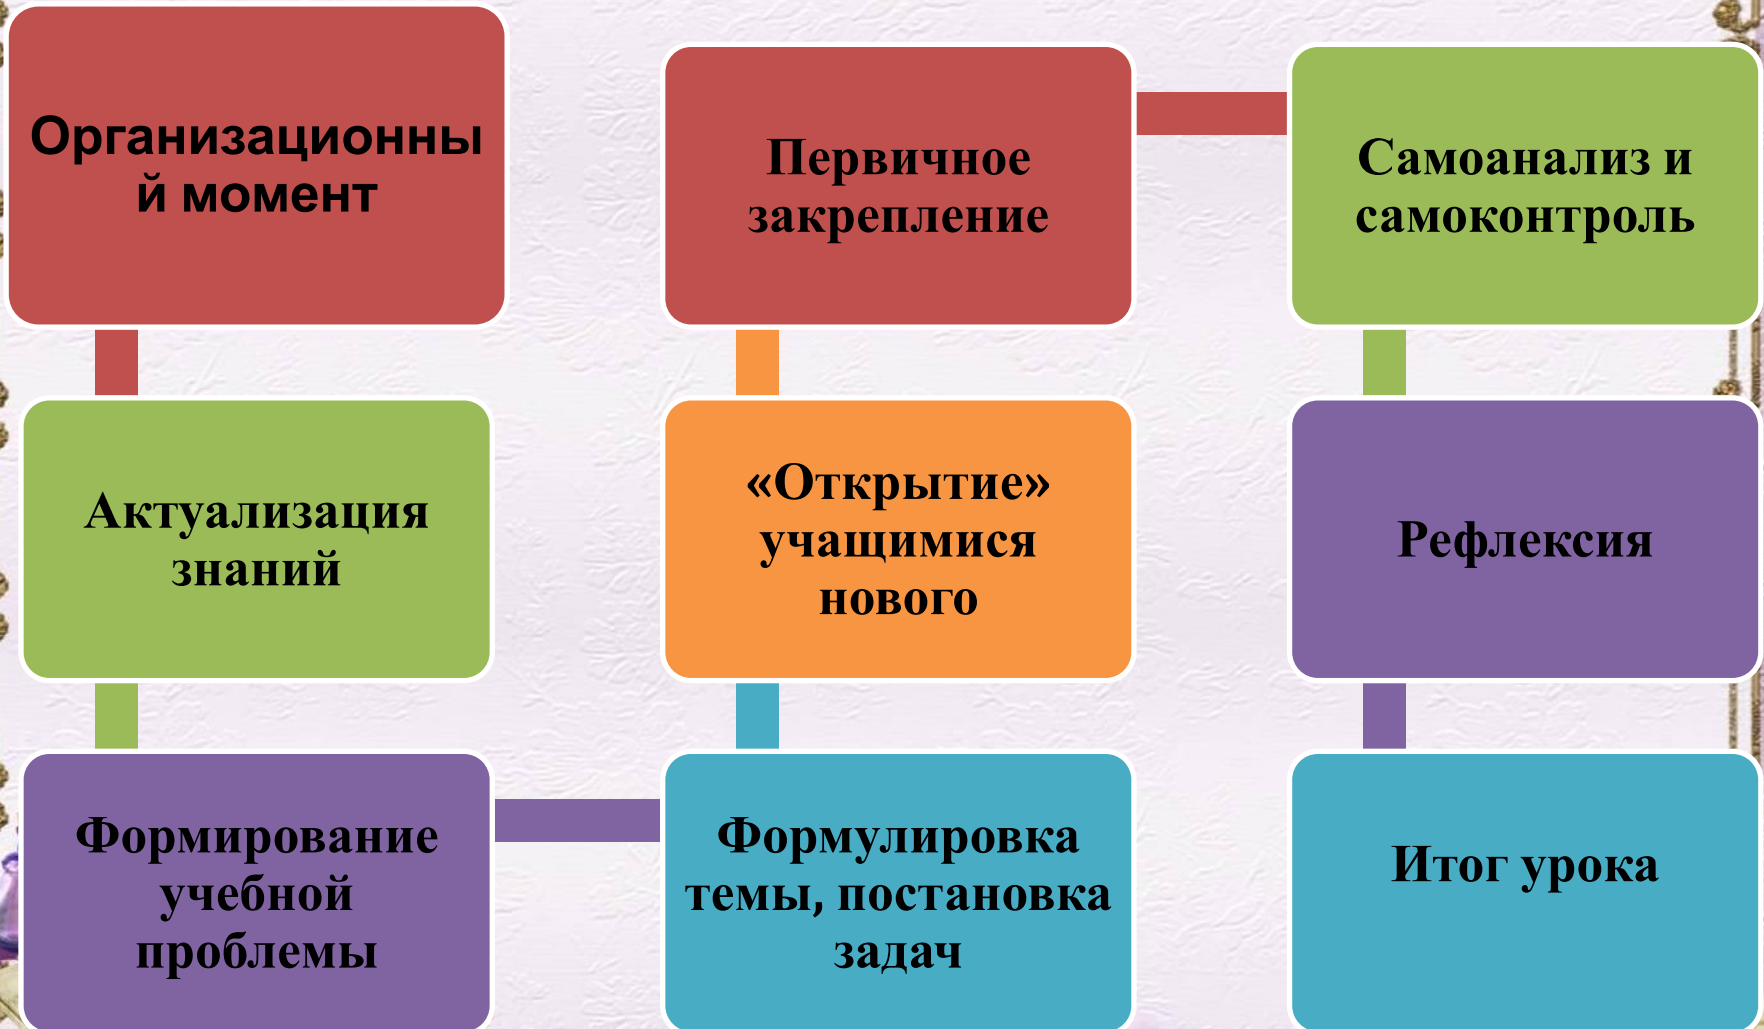 Организационны
й момент
Актуализация
знаний
Формирование
учебной
проблемы
Формулировка
темы, постановка
задач
«Открытие»
учащимися
нового
Первичное
закрепление
Самоанализ и
самоконтроль
Рефлексия
Итог урока